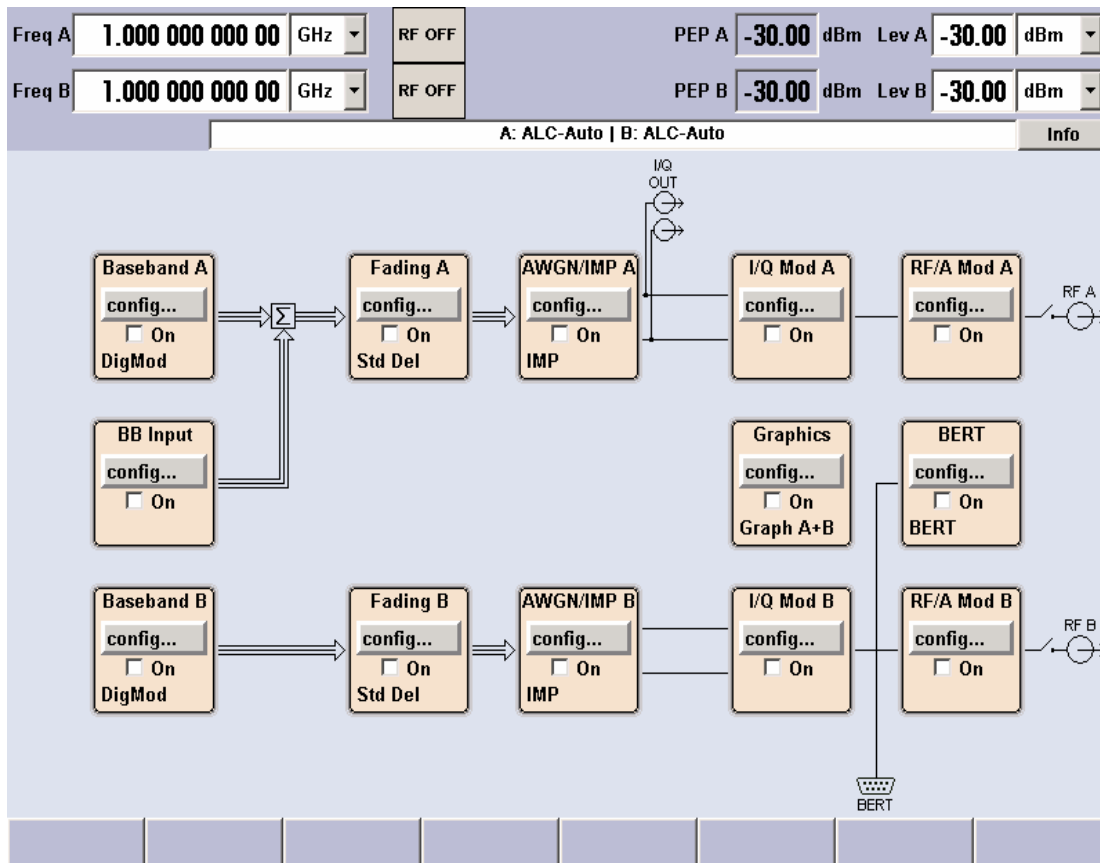 Freq A 1.000 000 000 00 GHz RF OFF PEP A -30.00 dBm Lev A -30.00 dBm
Freq B 1.000 000 000 00 GHz RF OFF PEP B -30.00 dBm Lev B -30.00 dBm
A: ALC-Auto | B: ALC-Auto Info
I/Q
OUT
Baseband A Fading A AWGN/IMP A I/Q Mod A RF/A Mod A
config... config... config... config... config... RF A
On Σ On On On On
DigMod Std Del IMP
BB Input Graphics BERT
config... config... config...
On On On
Graph A+B BERT
Baseband B Fading B AWGN/IMP B I/Q Mod B RF/A Mod B
config... config... config... config... config... RF B
On On On On On
DigMod Std Del IMP
BERT